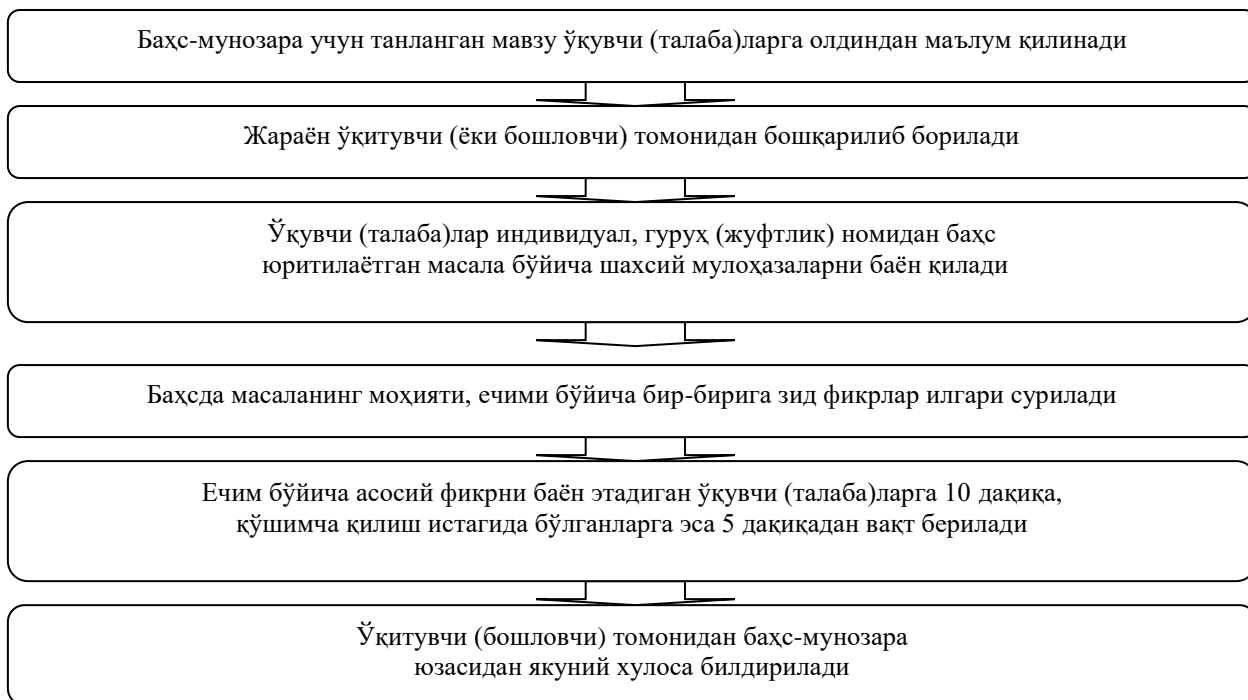 Баҳс-мунозара учун танланган мавзу ўқувчи (талаба)ларга олдиндан маълум қилинади
Жараён ўқитувчи (ёки бошловчи) томонидан бошқарилиб борилади
Ўқувчи (талаба)лар индивидуал, гуруҳ (жуфтлик) номидан баҳс
юритилаётган масала бўйича шахсий мулоҳазаларни баён қилади
Баҳсда масаланинг моҳияти, ечими бўйича бир-бирига зид фикрлар илгари сурилади
Ечим бўйича асосий фикрни баён этадиган ўқувчи (талаба)ларга 10 дақиқа,
қўшимча қилиш истагида бўлганларга эса 5 дақиқадан вақт берилади
Ўқитувчи (бошловчи) томонидан баҳс-мунозара
юзасидан якуний хулоса билдирилади